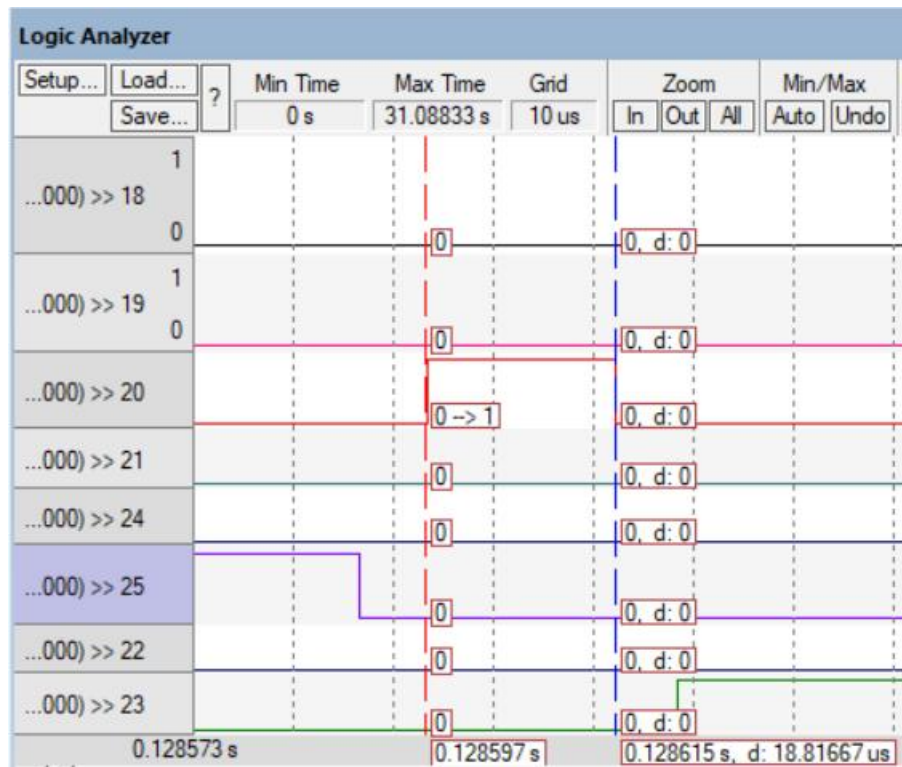 Logic Analyzer
Setup... Load... ? Min Time Max Time Grid Zoom Min/Max
Save... 0 s 31.08833 s 10 us In Out All Auto Undo
1
...000) >> 18
0 0 0, d: 0
1
...000) >> 19
0 0 0, d: 0
...000) >> 20
0 --> 1 0, d: 0
...000) >> 21 0 0, d: 0
...000) >> 24 0 0, d: 0
...000) >> 25
0 0, d: 0
...000) >> 22 0 0, d: 0
...000) >> 23 0 0, d: 0
0.128573 s 0.128597 s 0.128615 s, d: 18.81667 us